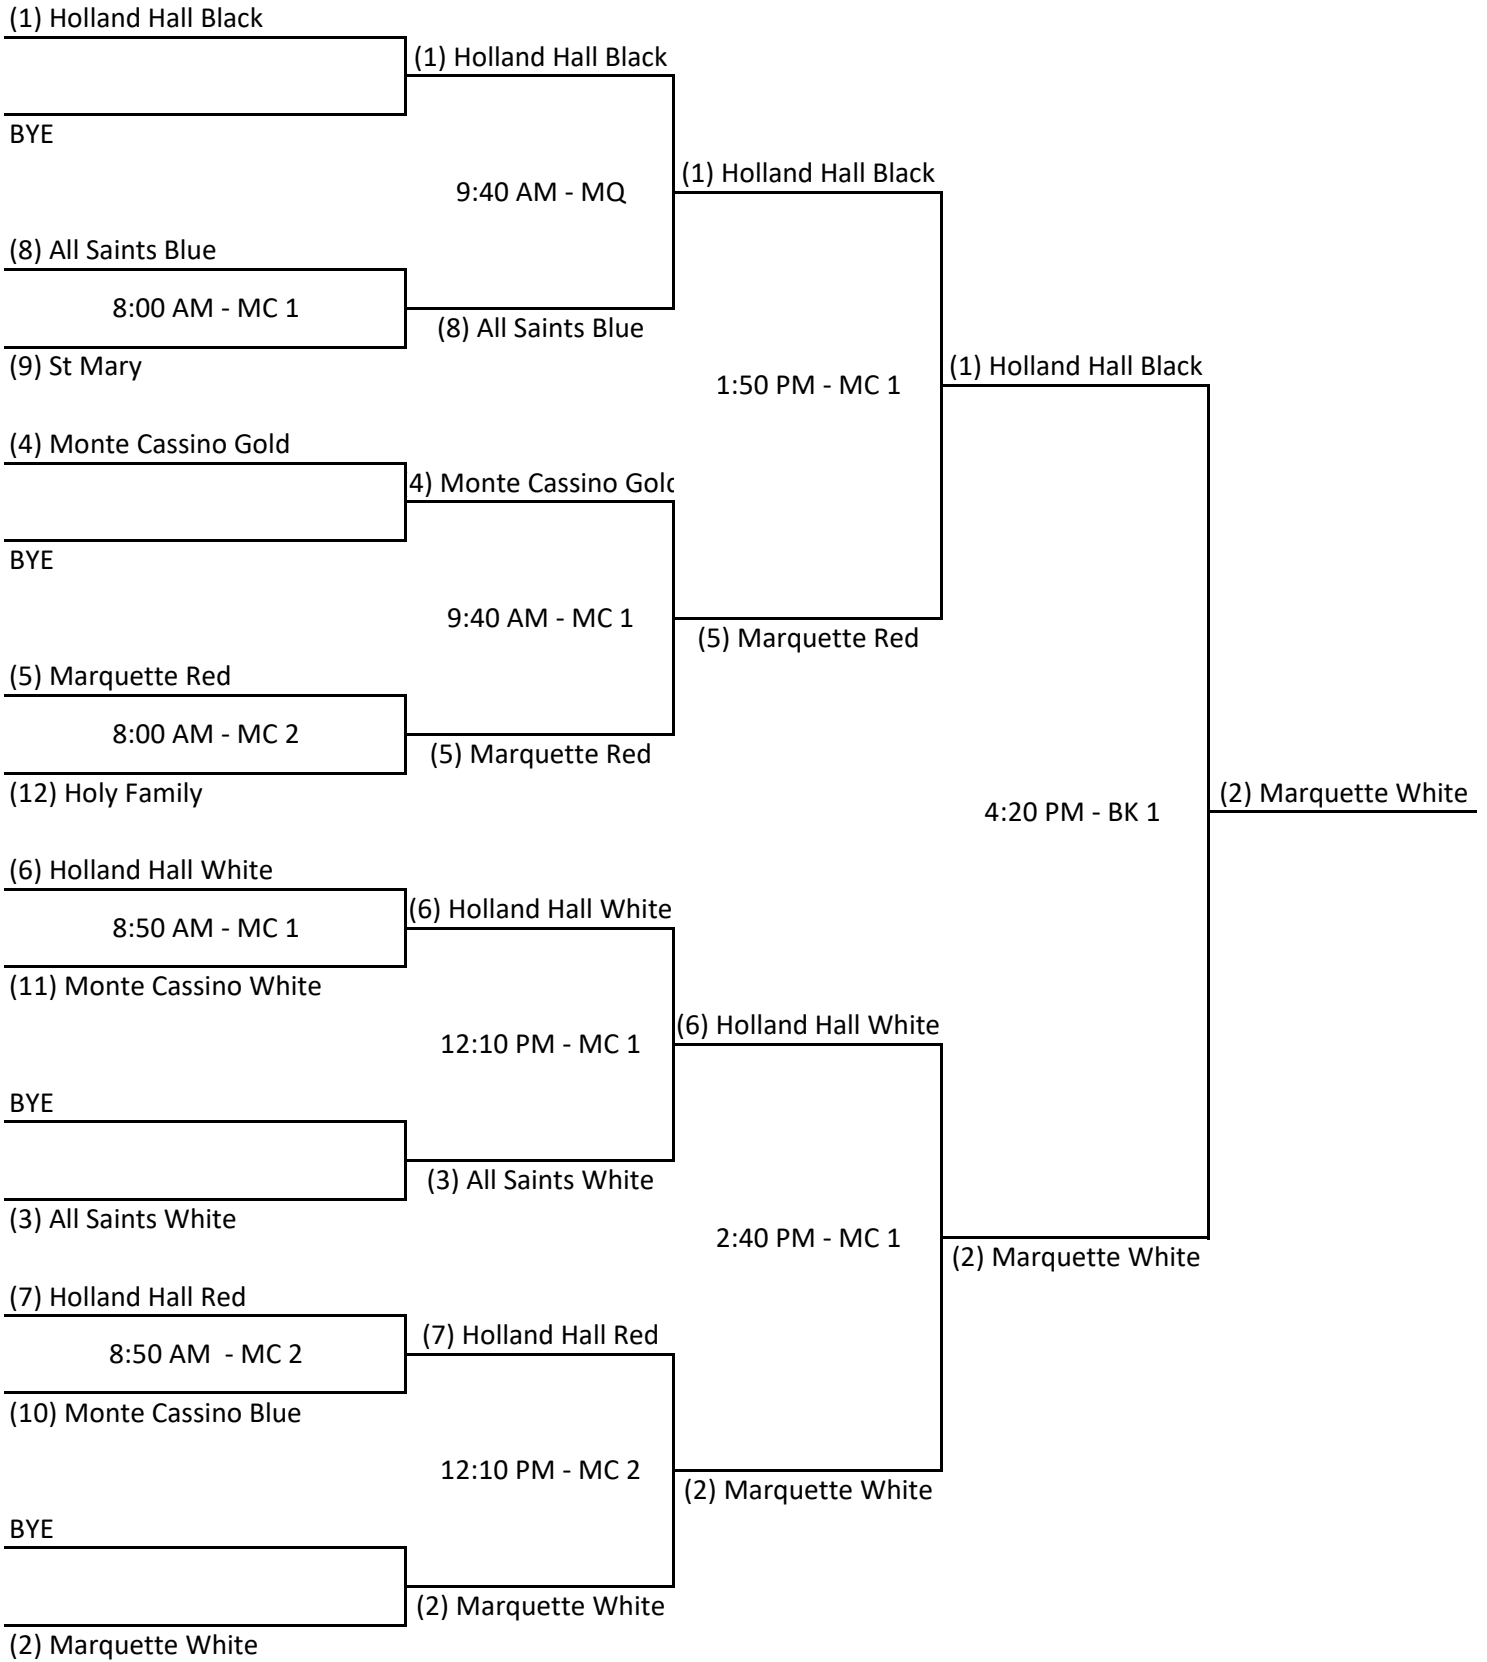 (1) Holland Hall Black
(1) Holland Hall Black
BYE
(1) Holland Hall Black
9:40 AM - MQ
(8) All Saints Blue
8:00 AM - MC 1
(8) All Saints Blue
(9) St Mary
(1) Holland Hall Black
1:50 PM - MC 1
(4) Monte Cassino Gold
4) Monte Cassino Gold
BYE
9:40 AM - MC 1
(5) Marquette Red
(5) Marquette Red
8:00 AM - MC 2
(5) Marquette Red
(12) Holy Family
(2) Marquette White
4:20 PM - BK 1
(6) Holland Hall White
(6) Holland Hall White
8:50 AM - MC 1
(11) Monte Cassino White
(6) Holland Hall White
12:10 PM - MC 1
BYE
(3) All Saints White
(3) All Saints White
2:40 PM - MC 1
(2) Marquette White
(7) Holland Hall Red
(7) Holland Hall Red
8:50 AM  - MC 2
(10) Monte Cassino Blue
12:10 PM - MC 2
(2) Marquette White
BYE
(2) Marquette White
(2) Marquette White